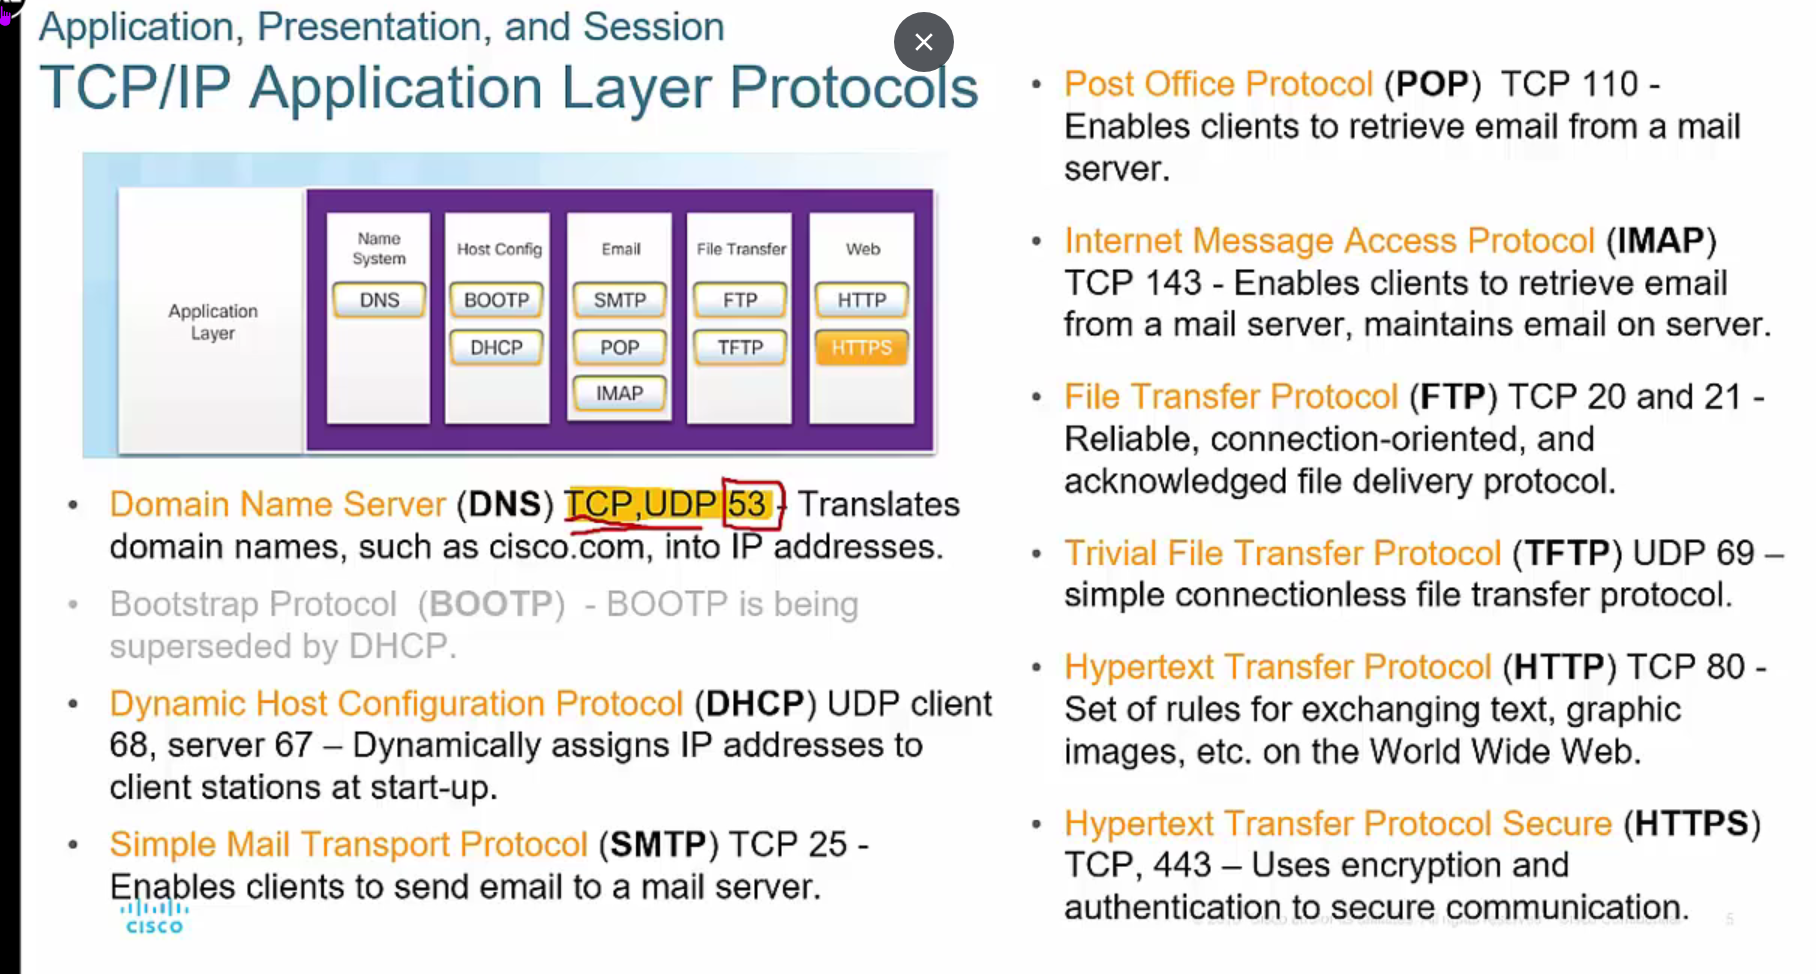 Application, Presentation, and Session
TCP/IP Application Layer Protocols
Application
Layer
Name
System
DNS
Host Config
BOOTP
DHCP
Email
SMTP
POP
IMAP
File Transfer
FTP
TFTP
Web
HTTP
HTTPS
• Domain Name Server (DNS) TCP,UDP 53 - Translates
domain names, such as cisco.com, into IP addresses.
• Bootstrap Protocol (BOOTP) - BOOTP is being
superseded by DHCP.
• Dynamic Host Configuration Protocol (DHCP) UDP client
68, server 67 – Dynamically assigns IP addresses to
client stations at start-up.
• Simple Mail Transport Protocol (SMTP) TCP 25 -
Enables clients to send email to a mail server.
CISCO
• Post Office Protocol (POP) TCP 110 -
Enables clients to retrieve email from a mail
server.
• Internet Message Access Protocol (IMAP)
TCP 143 - Enables clients to retrieve email
from a mail server, maintains email on server.
• File Transfer Protocol (FTP) TCP 20 and 21 -
Reliable, connection-oriented, and
acknowledged file delivery protocol.
• Trivial File Transfer Protocol (TFTP) UDP 69 –
simple connectionless file transfer protocol.
• Hypertext Transfer Protocol (HTTP) TCP 80 -
Set of rules for exchanging text, graphic
images, etc. on the World Wide Web.
• Hypertext Transfer Protocol Secure (HTTPS)
TCP, 443 – Uses encryption and
authentication to secure communication.
5